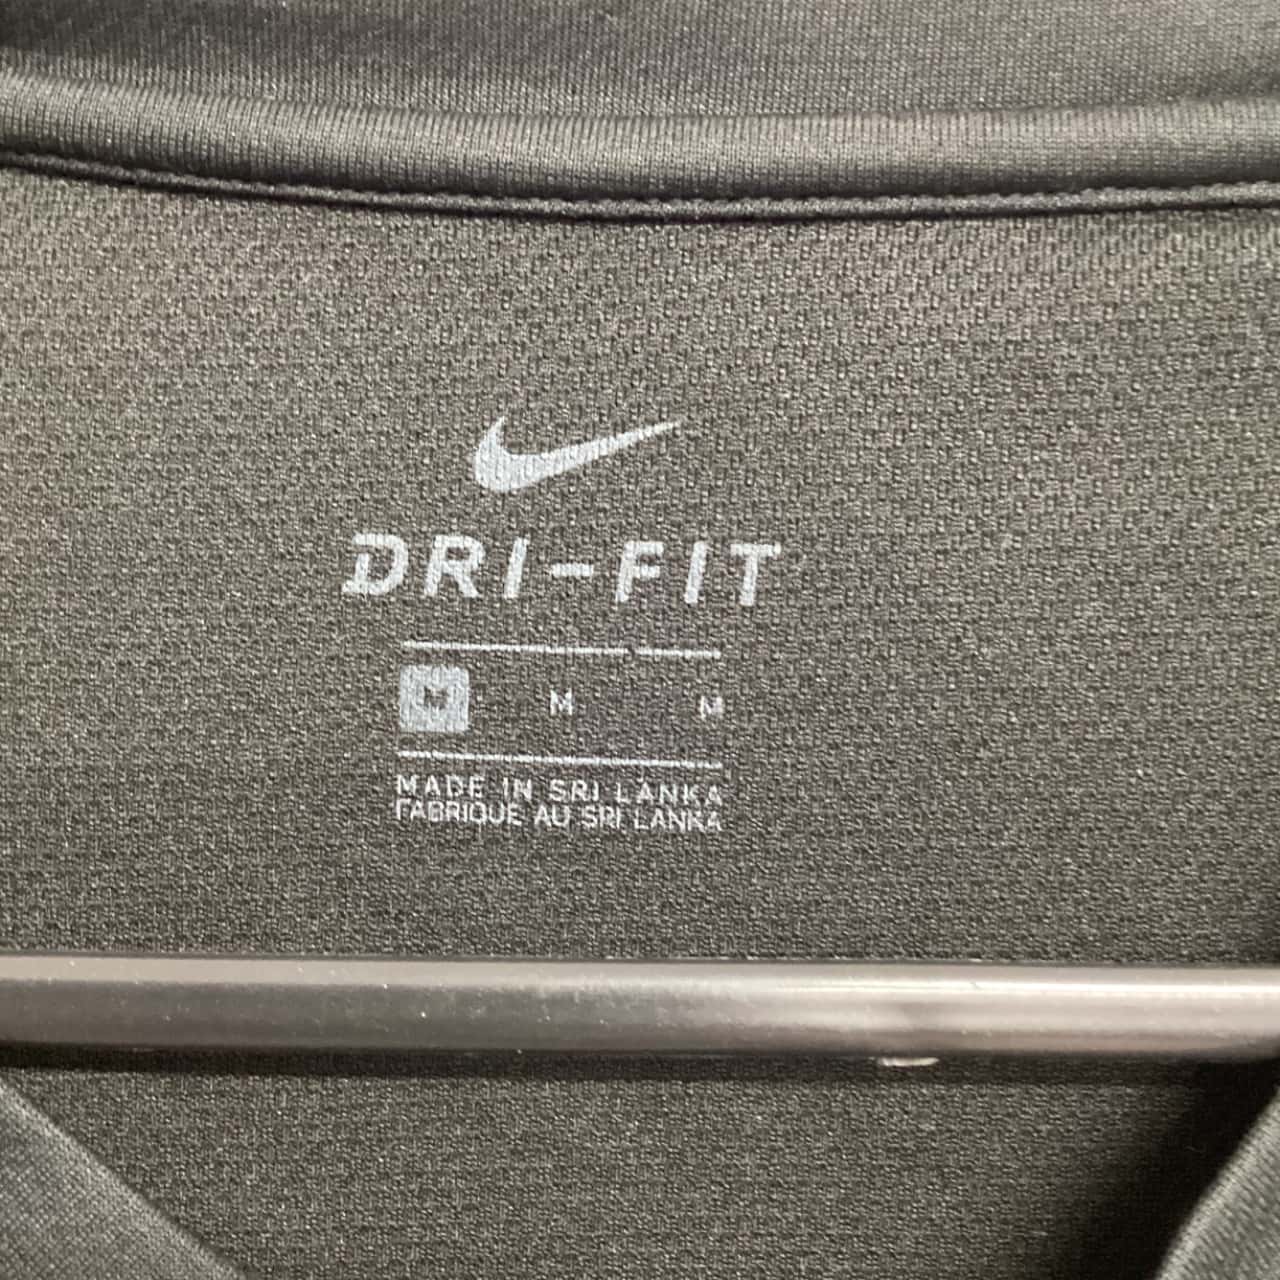 DRI-FIT
M M M
MADE IN SRI LANKA
FABRIQUE AU SRI LANKA